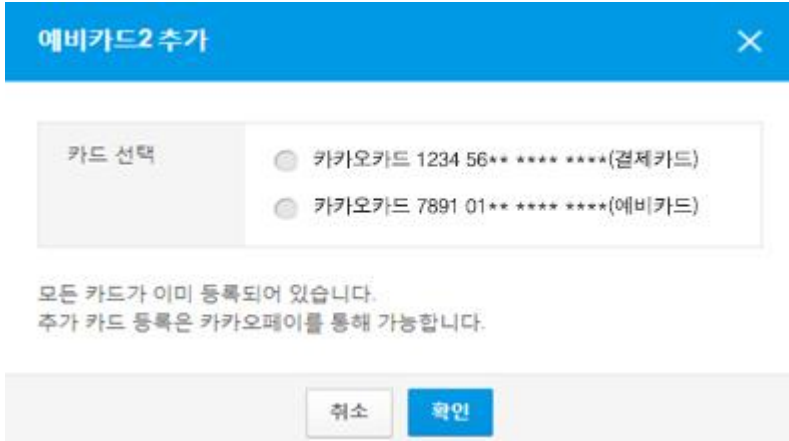 예비카드2 추가
카드 선택
카카오카드 1234 56** **** ****(결제카드)
카카오카드 7891 01** **** ****(예비카드)
모든 카드가 이미 등록되어 있습니다.
추가 카드 등록은 카카오페이를 통해 가능합니다.
취소
확인